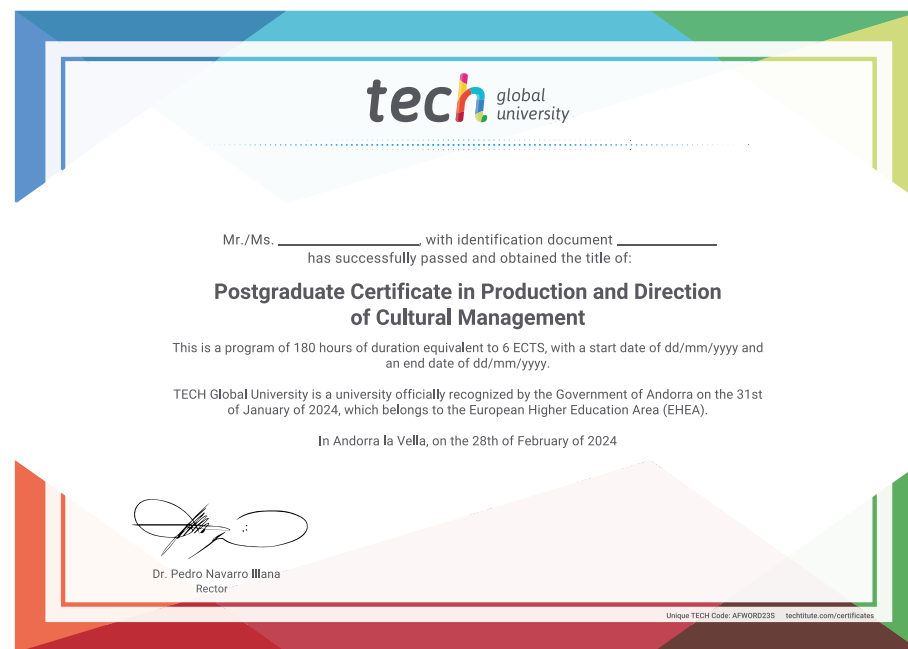 tech global university
Mr./Ms. ____________________, with identification document ______________
has successfully passed and obtained the title of:
Postgraduate Certificate in Production and Direction
of Cultural Management
This is a program of 180 hours of duration equivalent to 6 ECTS, with a start date of dd/mm/yyyy and
an end date of dd/mm/yyyy.
TECH Global University is a university officially recognized by the Government of Andorra on the 31st
of January of 2024, which belongs to the European Higher Education Area (EHEA).
In Andorra la Vella, on the 28th of February of 2024
Dr. Pedro Navarro Illana
Rector
Unique TECH Code: AFWORD23S techtitute.com/certificates